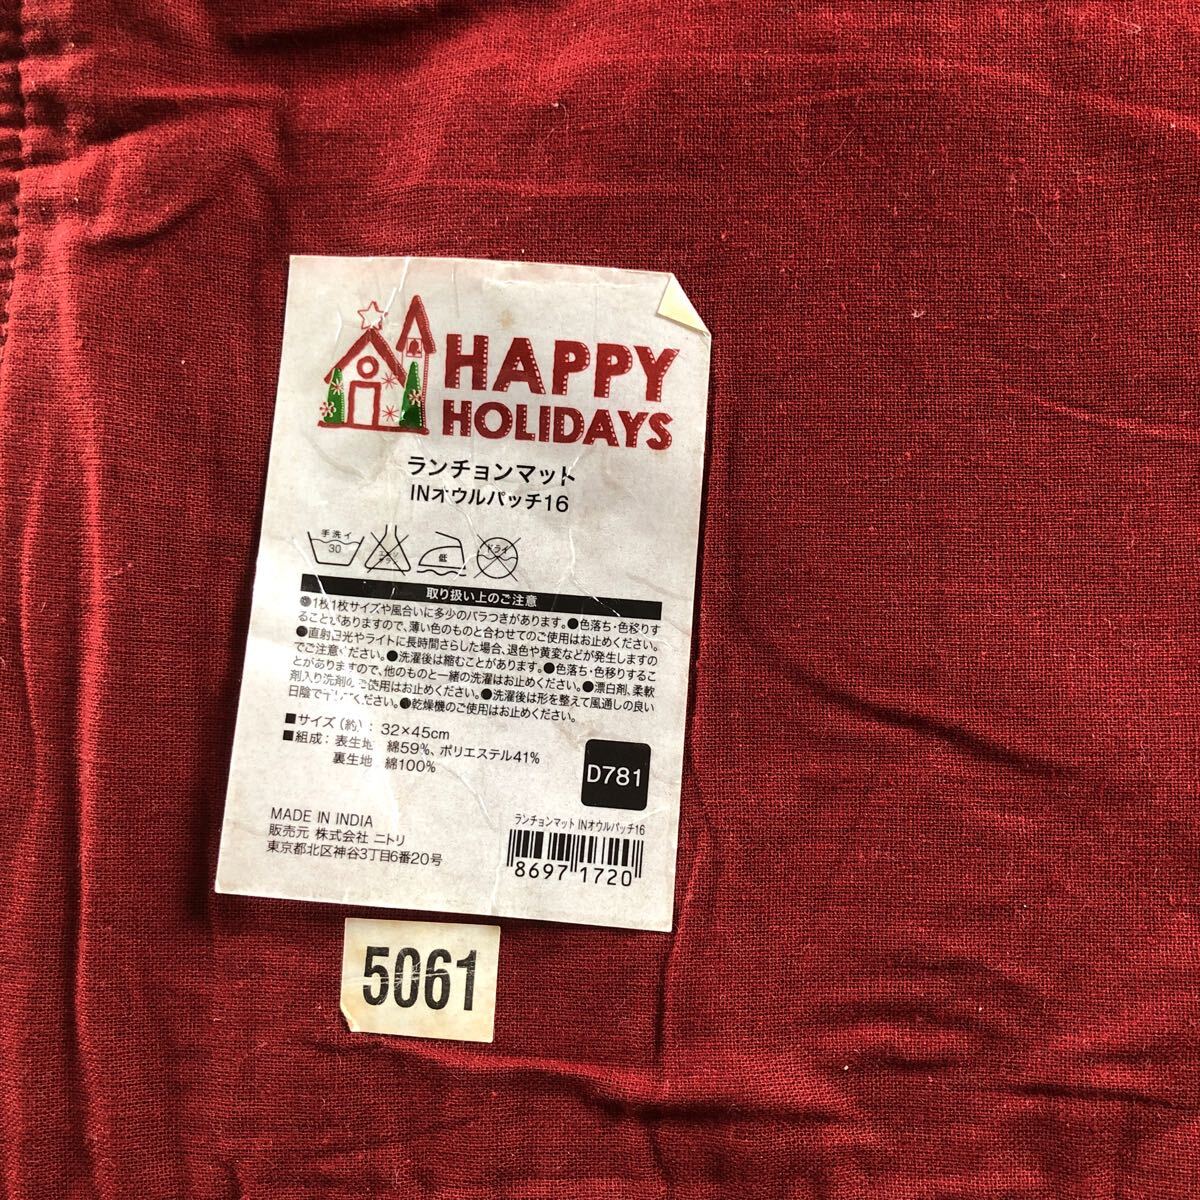 HAPPY
HOLIDAYS
ランチョンマット
INオウルパッチ16
手洗イ
30
エンソ
サラシ
低
ドライ
取り扱い上のご注意
●1枚1枚サイズや風合いに多少のバラつきがあります。●色落ち・色移りす
ることがありますので、薄い色のものと合わせてのご使用はお止めください。
●直射日光やライトに長時間さらした場合、退色や黄変などが発生しますの
でご注意ください。●洗濯後は縮むことがあります。●色落ち・色移りするこ
とがありますので、他のものと一緒の洗濯はお止めください。●漂白剤、柔軟
剤入り洗剤のご使用はお止めください。●洗濯後は形を整えて風通しの良い
日陰で干してください。●乾燥機のご使用はお止めください。
■サイズ(約):32×45cm
■組成:表生地 綿59%、ポリエステル41%
裏生地 綿100%
D781
MADE IN INDIA
販売元 株式会社 ニトリ
東京都北区神谷3丁目6番20号
ランチョンマット INオウルパッチ16
8697 1720
5061